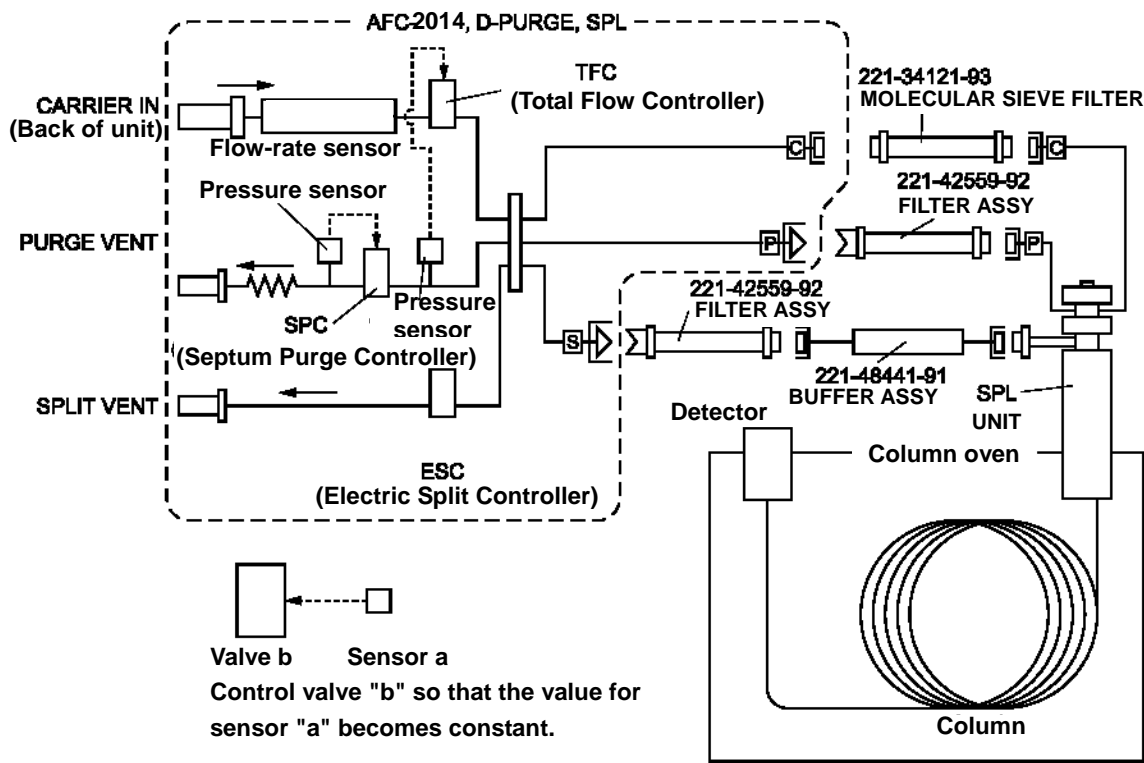 AFC-2014, D-PURGE, SPL
CARRIER IN
(Back of unit)
Flow-rate sensor
TFC
(Total Flow Controller)
221-34121-93
MOLECULAR SIEVE FILTER
C
C
Pressure sensor
221-42559-92
FILTER ASSY
PURGE VENT
P
P
SPC
(Septum Purge Controller)
Pressure
sensor
221-42559-92
FILTER ASSY
S
221-48441-91
BUFFER ASSY
SPL
UNIT
SPLIT VENT
Detector
Column oven
ESC
(Electric Split Controller)
Valve b
Sensor a
Control valve "b" so that the value for
sensor "a" becomes constant.
Column